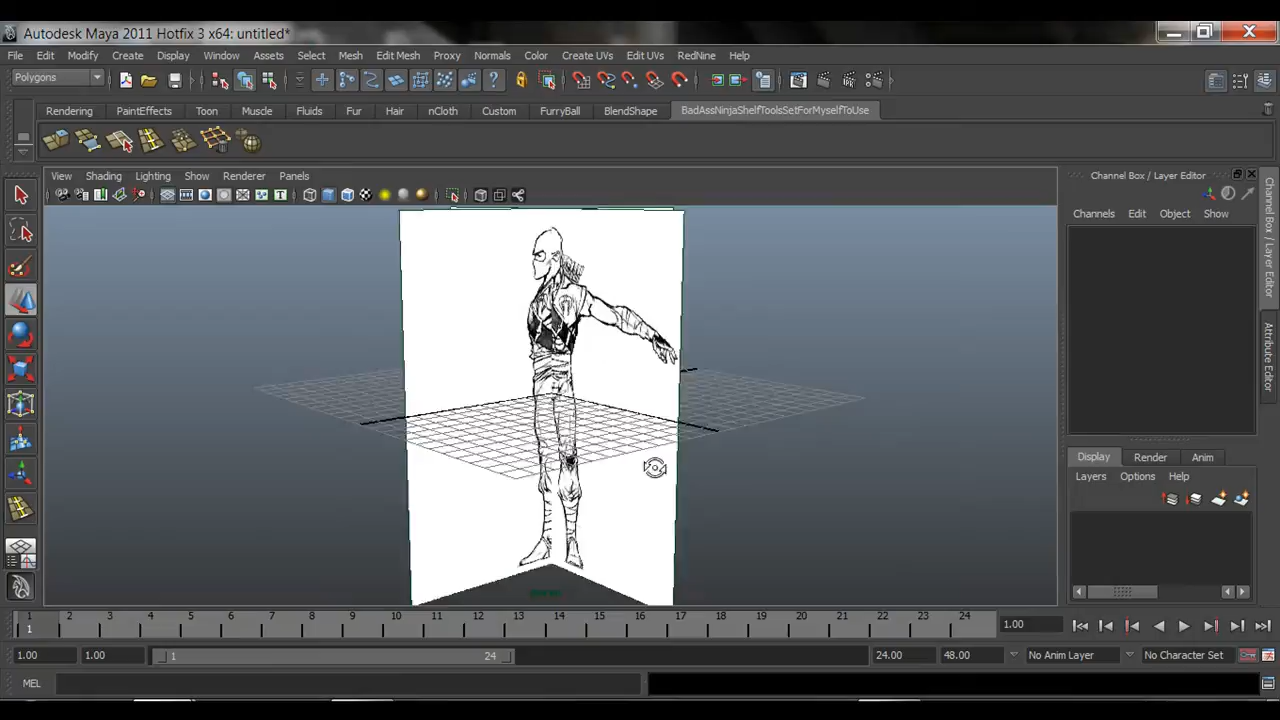 Autodesk Maya 2011 Hotfix 3 x64: untitled*
File Edit Modify Create Display Window Assets Select Mesh Edit Mesh Proxy Normals Color Create UVs Edit UVs RedNine Help
Polygons
Rendering PaintEffects Toon Muscle Fluids Fur Hair nCloth Custom FurryBall BlendShape BadAssNinjaShelfToolsSetForMyselfToUse
View Shading Lighting Show Renderer Panels
Channel Box / Layer Editor
Channels Edit Object Show
Channel Box / Layer Editor
Attribute Editor
Display Render Anim
Layers Options Help
1 2 3 4 5 6 7 8 9 10 11 12 13 14 15 16 17 18 19 20 21 22 23 24
1
1.00
1.00 1.00 1 24 24.00 48.00 No Anim Layer No Character Set
MEL